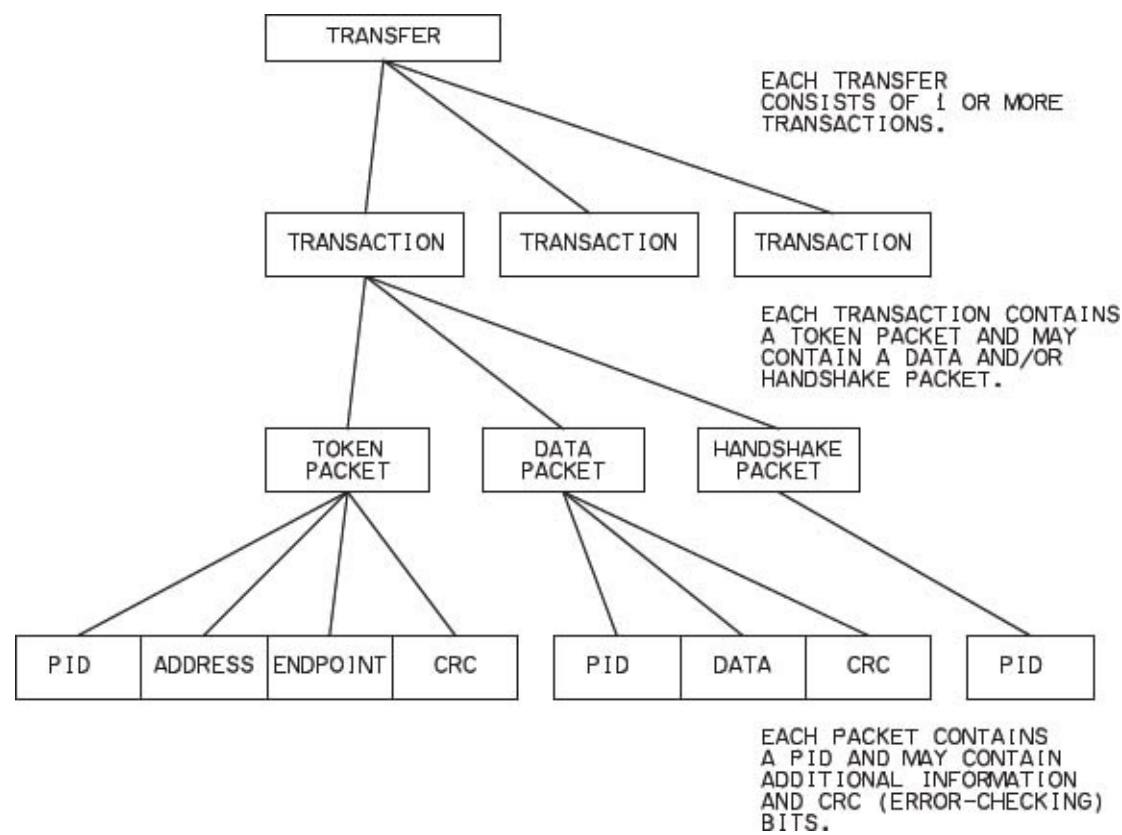 TRANSFER
EACH TRANSFER
CONSISTS OF 1 OR MORE
TRANSACTIONS.
TRANSACTION
TRANSACTION
TRANSACTION
EACH TRANSACTION CONTAINS
A TOKEN PACKET AND MAY
CONTAIN A DATA AND/OR
HANDSHAKE PACKET.
TOKEN
PACKET
DATA
PACKET
HANDSHAKE
PACKET
PID
ADDRESS
ENDPOINT
CRC
PID
DATA
CRC
PID
EACH PACKET CONTAINS
A PID AND MAY CONTAIN
ADDITIONAL INFORMATION
AND CRC (ERROR-CHECKING)
BITS.